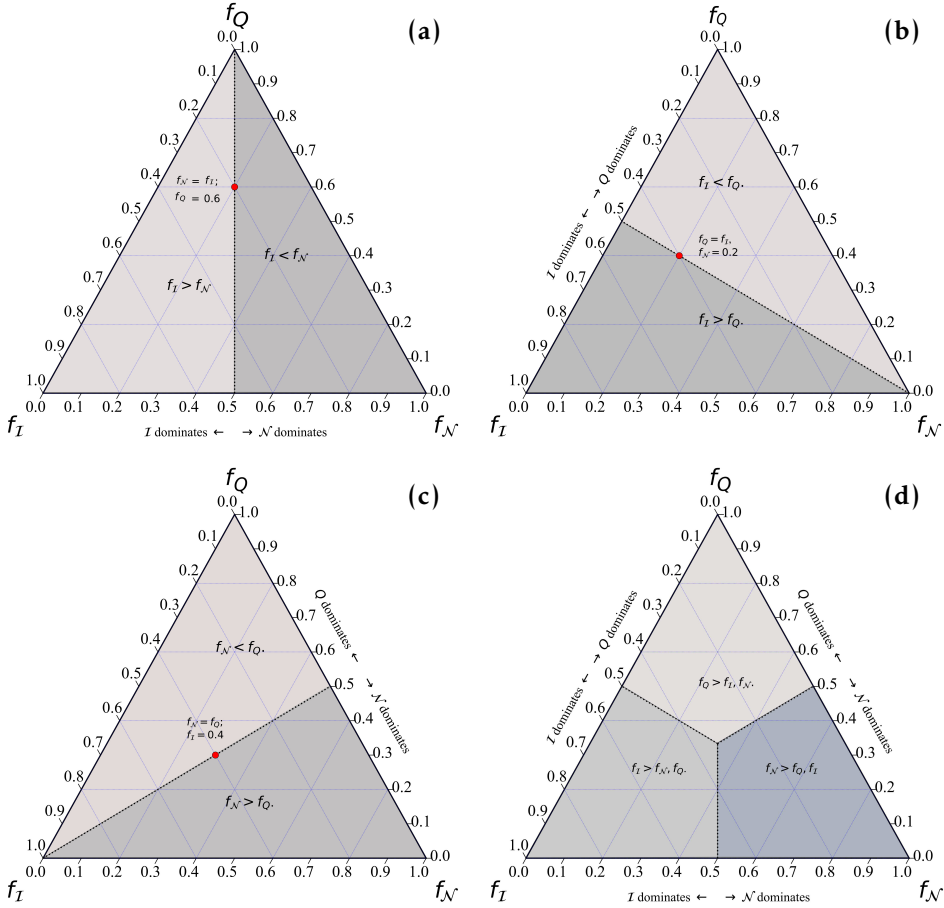 f_Q
(a)
0.0 1.0
0.1 0.9
0.2 0.8
0.3 0.7
f_𝒩 = f_ℐ;
f_Q = 0.6
0.4 0.6
0.5 0.5
f_ℐ < f_𝒩
0.6 0.4
f_ℐ > f_𝒩
0.7 0.3
0.8 0.2
0.9 0.1
1.0 0.0
0.0 0.1 0.2 0.3 0.4 0.5 0.6 0.7 0.8 0.9 1.0
f_ℐ f_𝒩
ℐ dominates ← → 𝒩 dominates
f_Q
(b)
0.0 1.0
0.1 0.9
0.2 0.8
0.3 0.7
ℐ dominates ← → Q dominates
0.4 0.6
f_ℐ < f_Q.
0.5 0.5
f_Q = f_ℐ,
f_𝒩 = 0.2
0.6 0.4
0.7 0.3
f_ℐ > f_Q.
0.8 0.2
0.9 0.1
1.0 0.0
0.0 0.1 0.2 0.3 0.4 0.5 0.6 0.7 0.8 0.9 1.0
f_ℐ f_𝒩
f_Q
(c)
0.0 1.0
0.1 0.9
0.2 0.8
0.3 0.7
Q dominates ← → 𝒩 dominates
0.4 0.6
f_𝒩 < f_Q.
0.5 0.5
f_𝒩 = f_Q;
f_ℐ = 0.4
0.6 0.4
0.7 0.3
f_𝒩 > f_Q.
0.8 0.2
0.9 0.1
1.0 0.0
0.0 0.1 0.2 0.3 0.4 0.5 0.6 0.7 0.8 0.9 1.0
f_ℐ f_𝒩
f_Q
(d)
0.0 1.0
0.1 0.9
0.2 0.8
0.3 0.7
ℐ dominates ← → Q dominates
Q dominates ← → 𝒩 dominates
0.4 0.6
f_Q > f_ℐ, f_𝒩.
0.5 0.5
0.6 0.4
0.7 0.3
f_ℐ > f_𝒩, f_Q.
f_𝒩 > f_Q, f_ℐ
0.8 0.2
0.9 0.1
1.0 0.0
0.0 0.1 0.2 0.3 0.4 0.5 0.6 0.7 0.8 0.9 1.0
f_ℐ f_𝒩
ℐ dominates ← → 𝒩 dominates